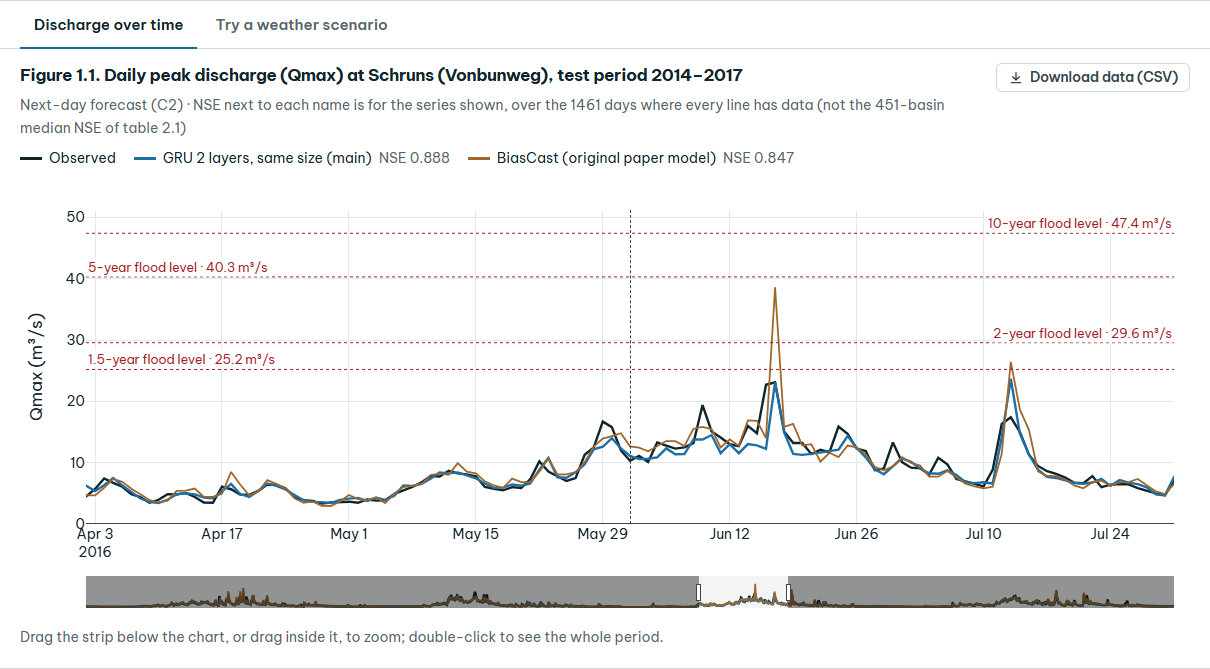 Discharge over time
Try a weather scenario
Figure 1.1. Daily peak discharge (Qmax) at Schruns (Vonbunweg), test period 2014–2017
Download data (CSV)
Next-day forecast (C2) · NSE next to each name is for the series shown, over the 1461 days where every line has data (not the 451-basin
median NSE of table 2.1)
Observed
GRU 2 layers, same size (main) NSE 0.888
BiasCast (original paper model) NSE 0.847
50
10-year flood level · 47.4 m³/s
5-year flood level · 40.3 m³/s
40
2-year flood level · 29.6 m³/s
30
1.5-year flood level · 25.2 m³/s
20
10
0
Qmax (m³/s)
Apr 3
2016
Apr 17
May 1
May 15
May 29
Jun 12
Jun 26
Jul 10
Jul 24
Drag the strip below the chart, or drag inside it, to zoom; double-click to see the whole period.